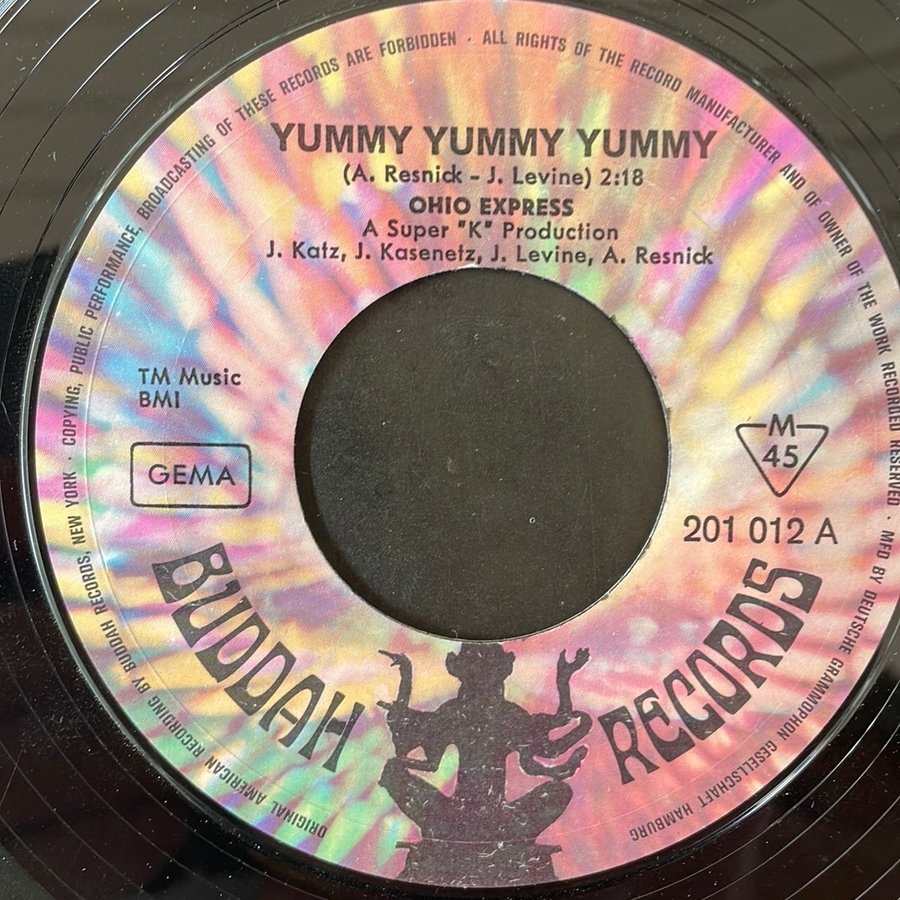 ORIGINAL AMERICAN RECORDING BY BUDDAH RECORDS, NEW YORK · COPYING, PUBLIC PERFORMANCE, BROADCASTING OF THESE RECORDS ARE FORBIDDEN · ALL RIGHTS OF THE RECORD MANUFACTURER AND OF OWNER OF THE WORK RECORDED RESERVED · MFD BY DEUTSCHE GRAMMOPHON GESELLSCHAFT HAMBURG
YUMMY YUMMY YUMMY
(A. Resnick - J. Levine) 2:18
OHIO EXPRESS
A Super "K" Production
J. Katz, J. Kasenetz, J. Levine, A. Resnick
TM Music
BMI
GEMA
M
45
201 012 A
BUDDAH RECORDS